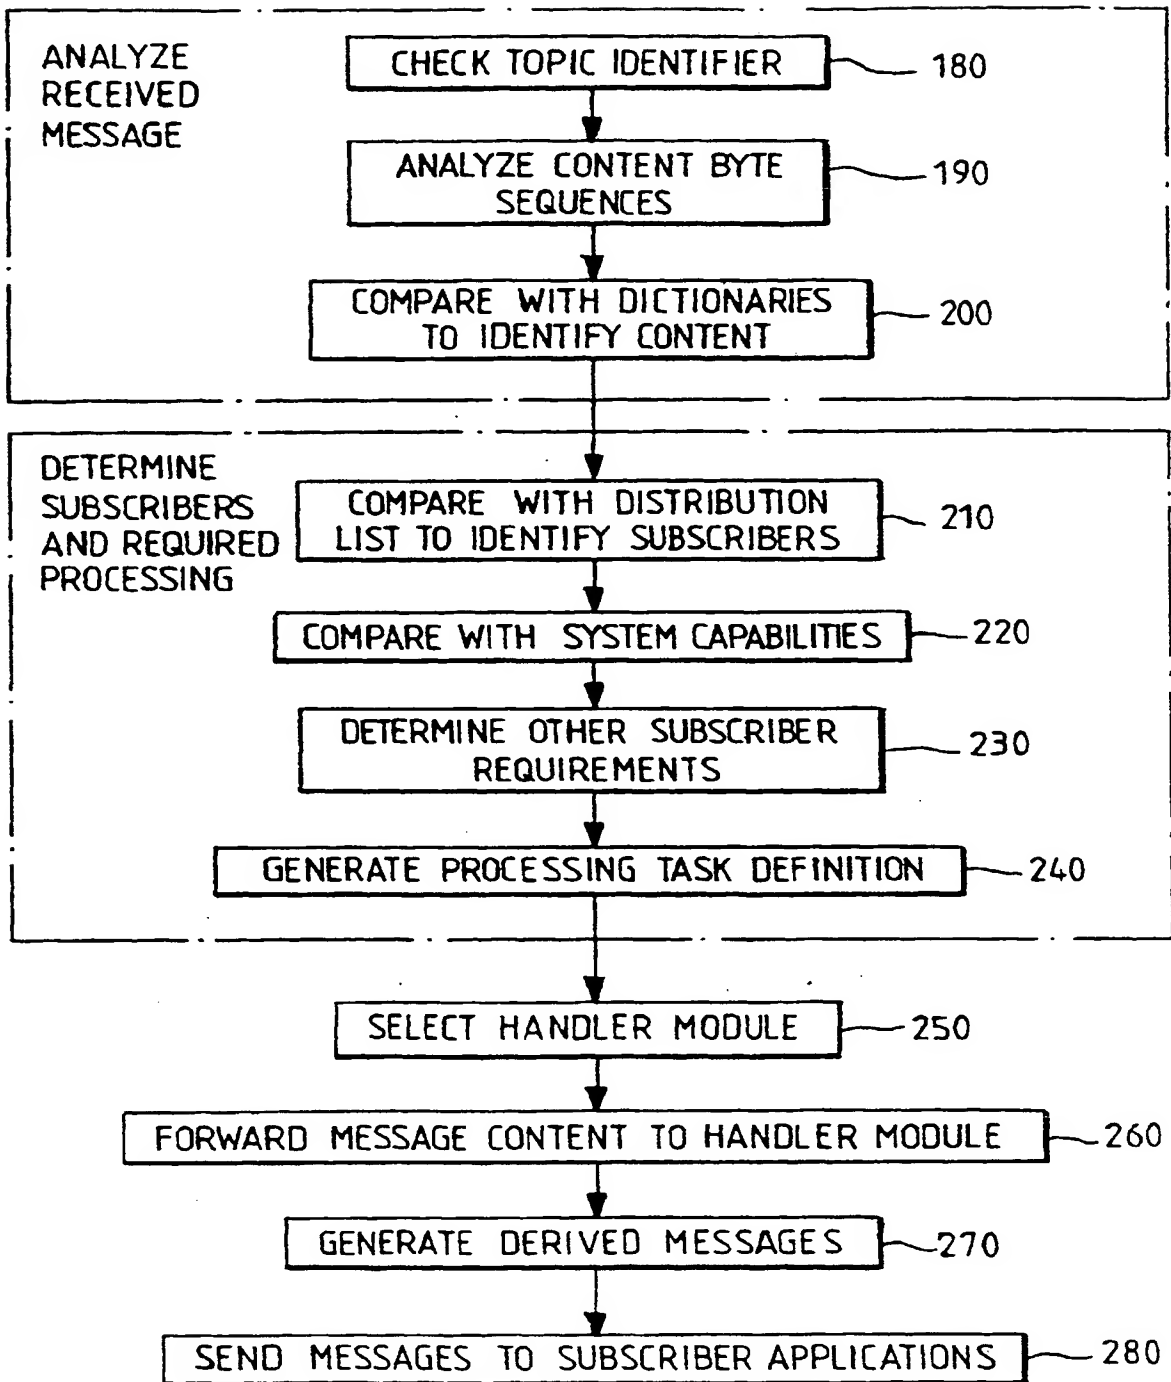 ANALYZE
RECEIVED
MESSAGE
CHECK TOPIC IDENTIFIER
180
ANALYZE CONTENT BYTE
SEQUENCES
190
COMPARE WITH DICTIONARIES
TO IDENTIFY CONTENT
200
DETERMINE
SUBSCRIBERS
AND REQUIRED
PROCESSING
COMPARE WITH DISTRIBUTION
LIST TO IDENTIFY SUBSCRIBERS
210
COMPARE WITH SYSTEM CAPABILITIES
220
DETERMINE OTHER SUBSCRIBER
REQUIREMENTS
230
GENERATE PROCESSING TASK DEFINITION
240
SELECT HANDLER MODULE
250
FORWARD MESSAGE CONTENT TO HANDLER MODULE
260
GENERATE DERIVED MESSAGES
270
SEND MESSAGES TO SUBSCRIBER APPLICATIONS
280